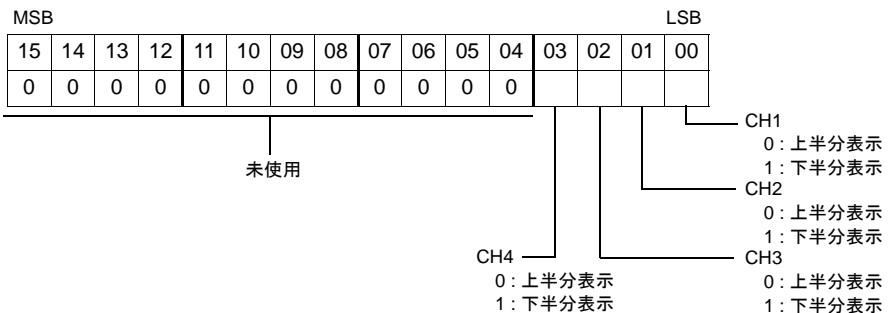 MSB LSB
15 14 13 12 11 10 09 08 07 06 05 04 03 02 01 00
0 0 0 0 0 0 0 0 0 0 0 0
未使用
CH1
0 : 上半分表示
1 : 下半分表示
CH2
0 : 上半分表示
1 : 下半分表示
CH3
0 : 上半分表示
1 : 下半分表示
CH4
0 : 上半分表示
1 : 下半分表示